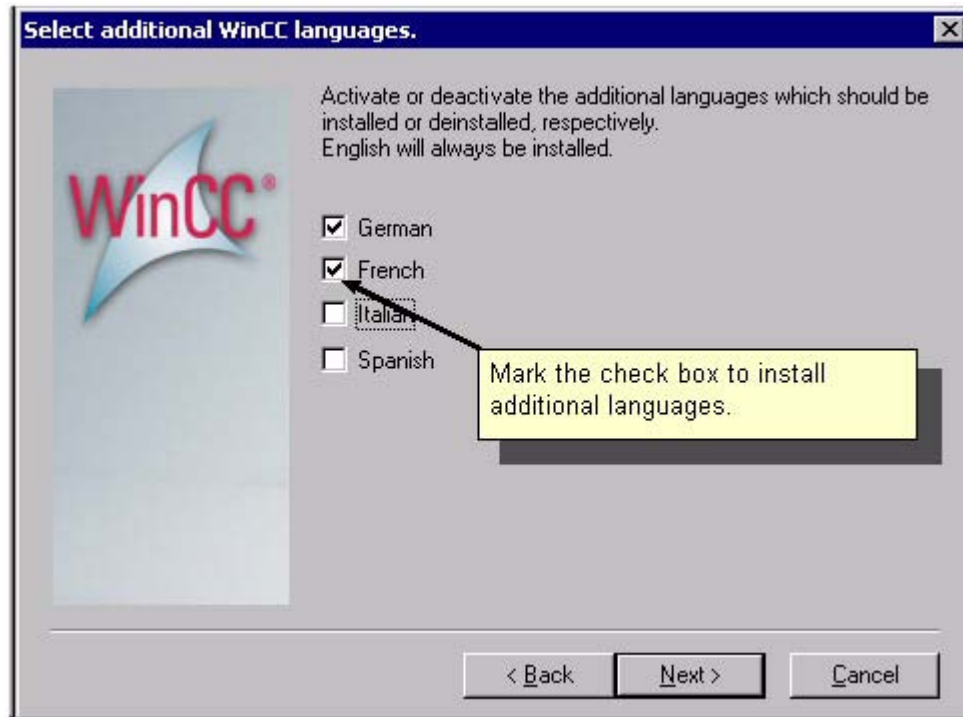 Select additional WinCC languages.
Activate or deactivate the additional languages which should be
installed or deinstalled, respectively.
English will always be installed.
WinCC®
German
French
Italian
Spanish
Mark the check box to install
additional languages.
< Back
Next >
Cancel